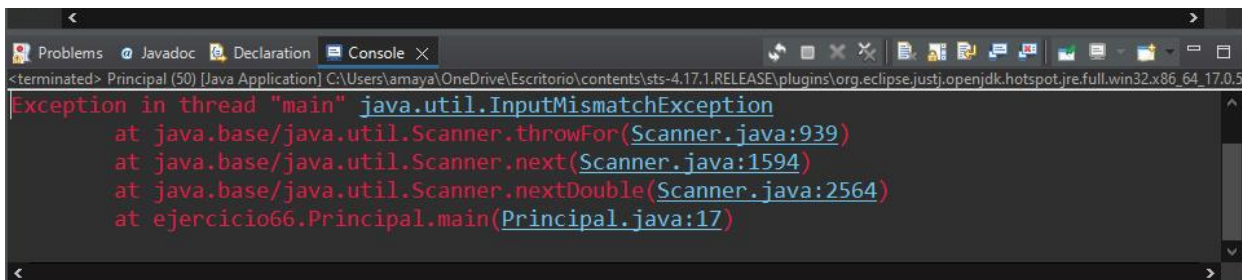 Problems @ Javadoc Declaration Console
<terminated> Principal (50) [Java Application] C:\Users\amaya\OneDrive\Escritorio\contents\sts-4.17.1.RELEASE\plugins\org.eclipse.justj.openjdk.hotspot.jre.full.win32.x86_64_17.0.5
Exception in thread "main" java.util.InputMismatchException
at java.base/java.util.Scanner.throwFor(Scanner.java:939)
at java.base/java.util.Scanner.next(Scanner.java:1594)
at java.base/java.util.Scanner.nextDouble(Scanner.java:2564)
at ejercicio66.Principal.main(Principal.java:17)